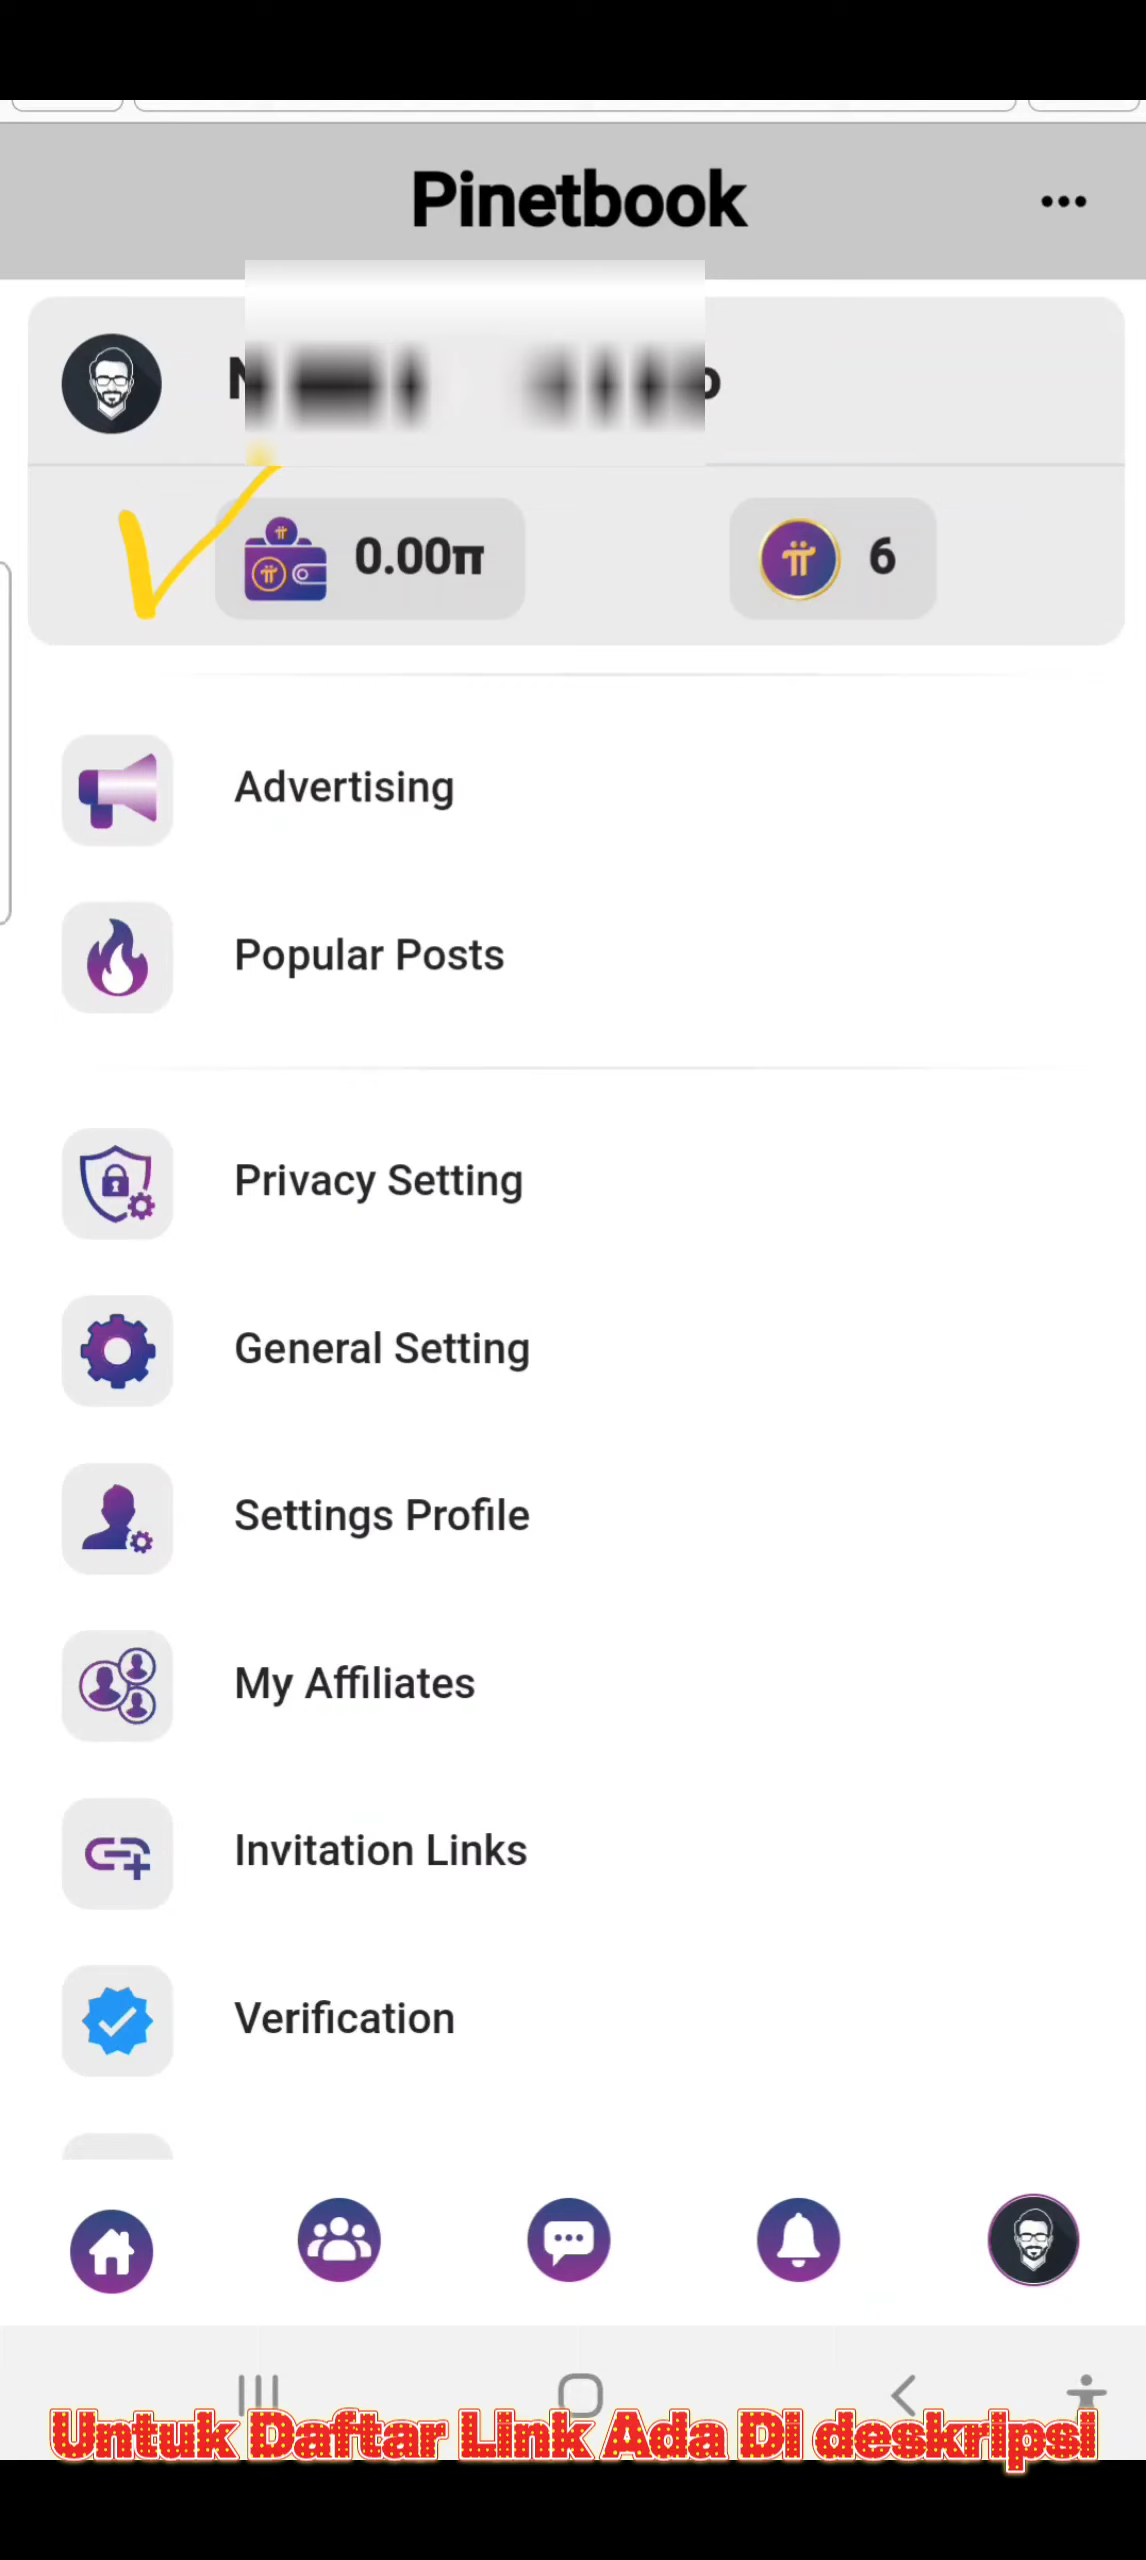 Pinetbook
0.00π
6
Advertising
Popular Posts
Privacy Setting
General Setting
Settings Profile
My Affiliates
Invitation Links
Verification
Untuk Daftar Link Ada Di deskripsi